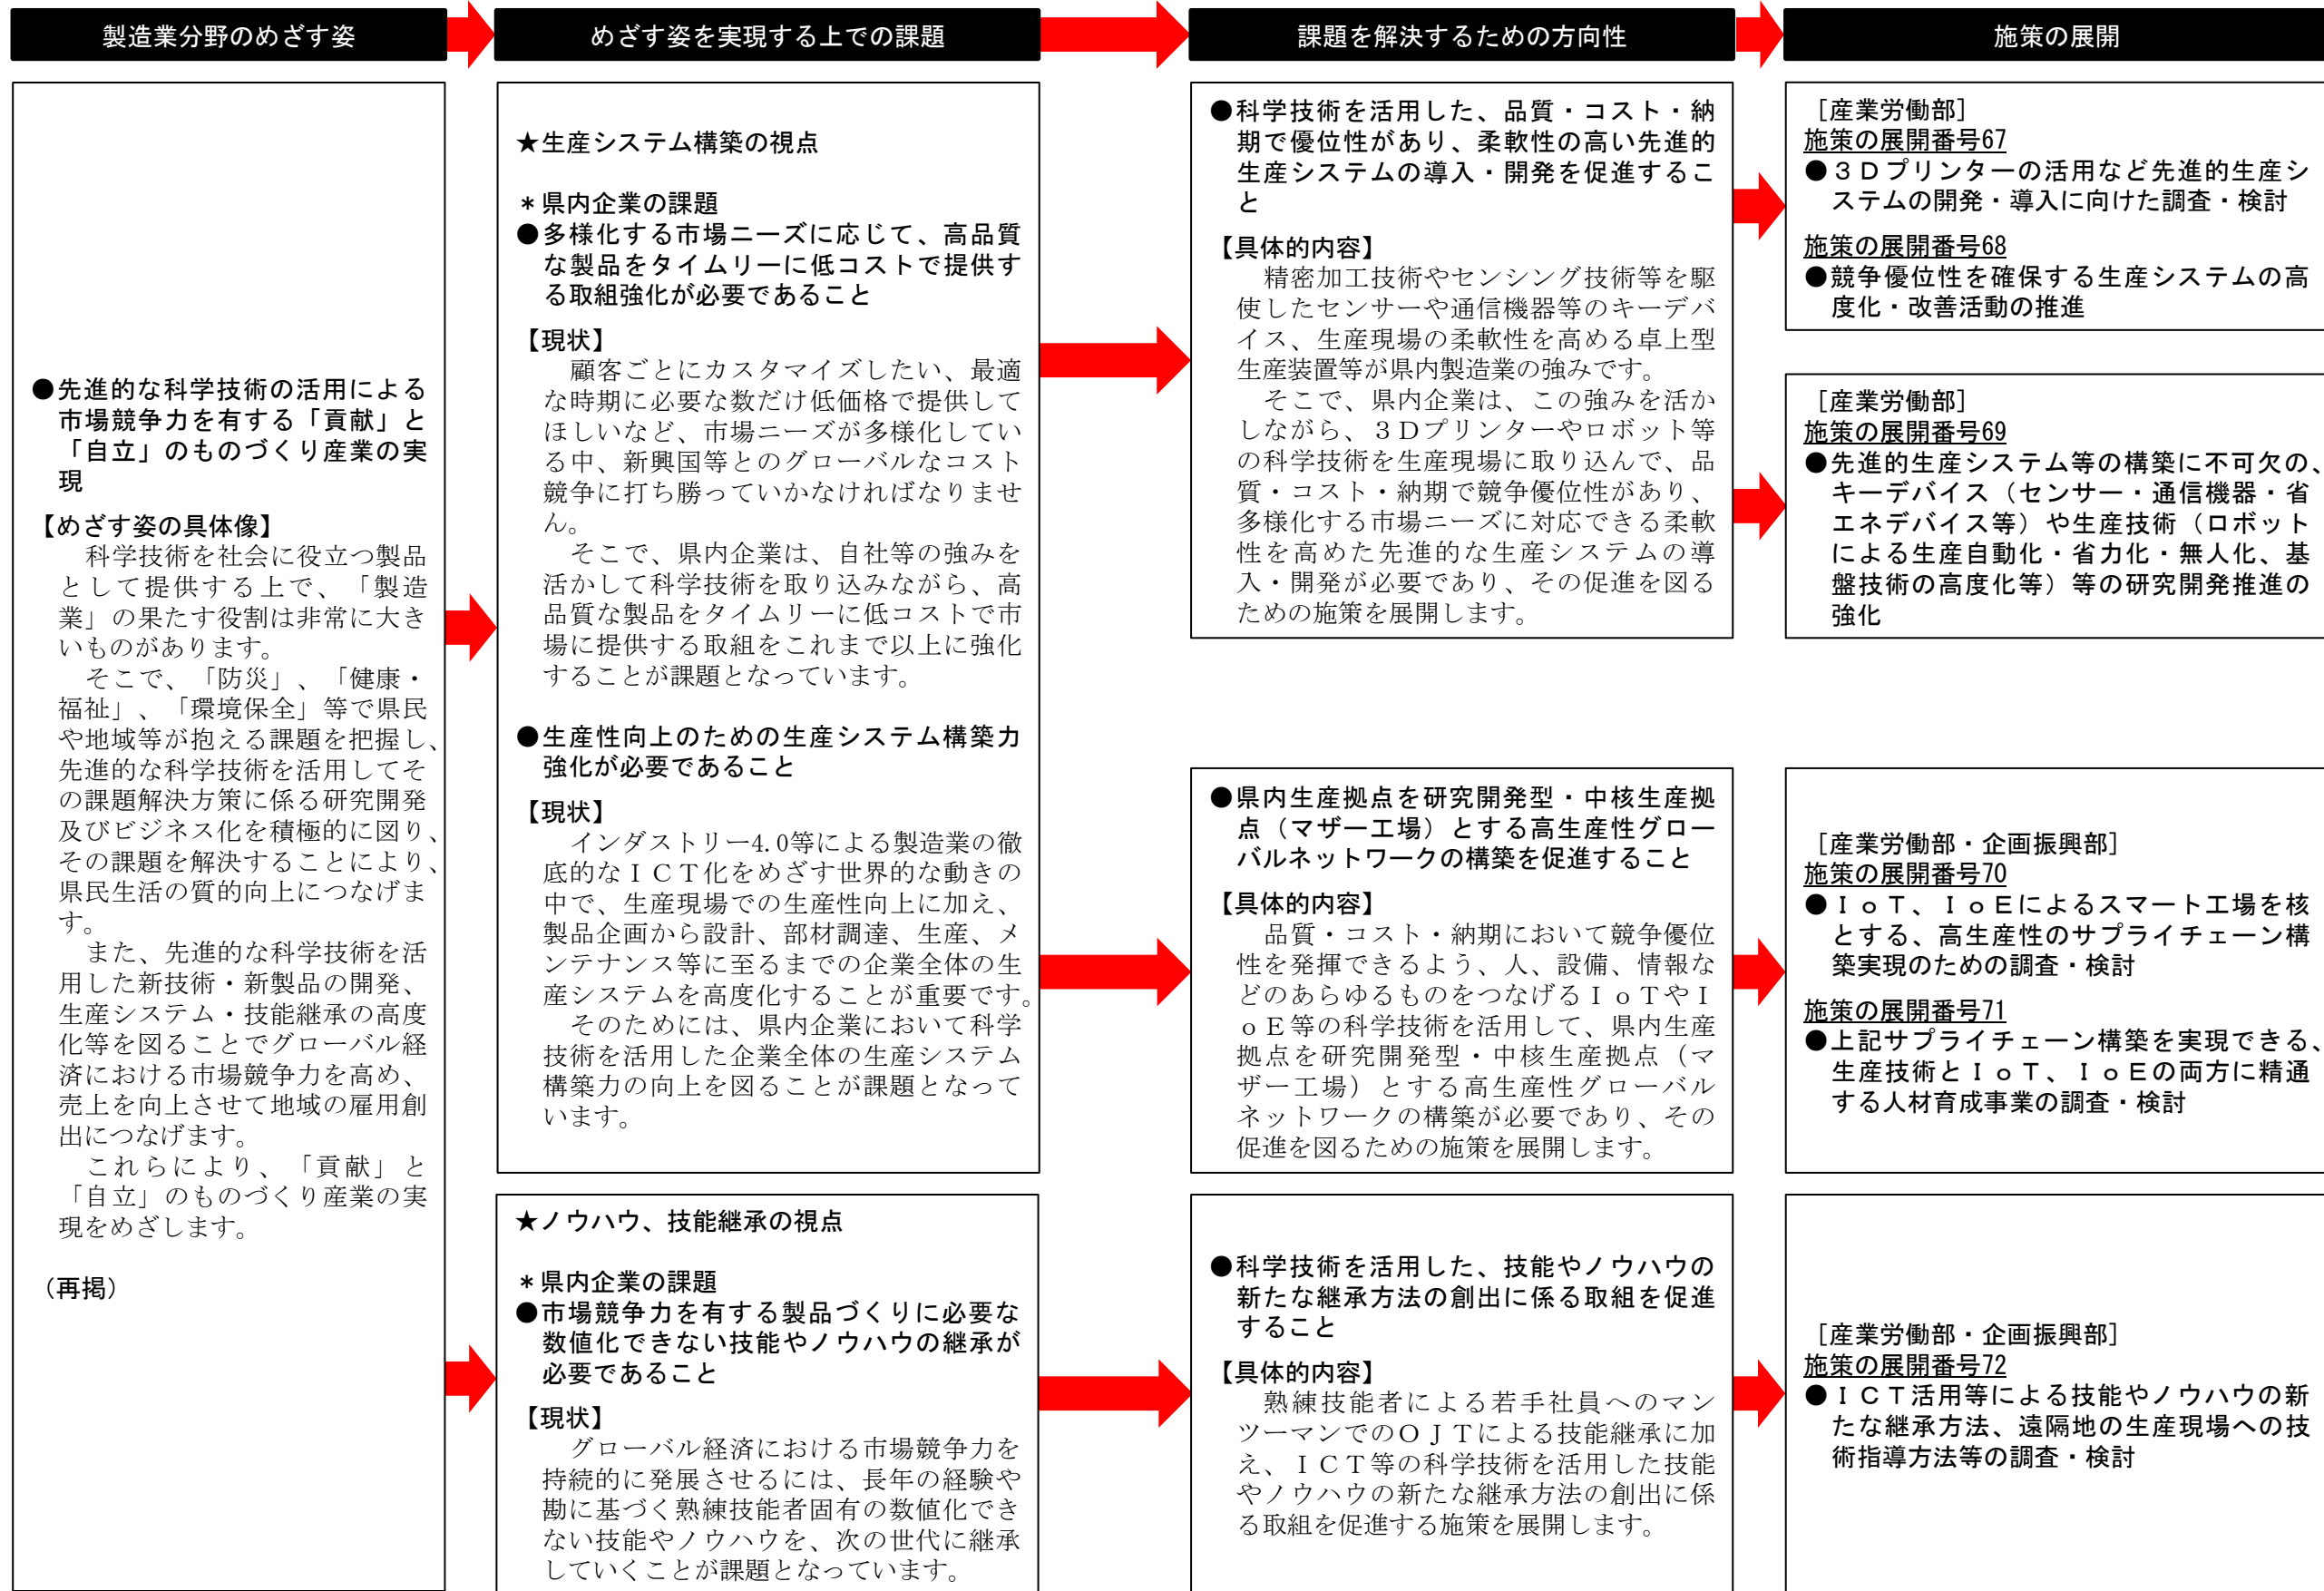 製造業分野のめざす姿
めざす姿を実現する上での課題
課題を解決するための方向性
施策の展開
●先進的な科学技術の活用による
市場競争力を有する「貢献」と
「自立」のものづくり産業の実
現
【めざす姿の具体像】
科学技術を社会に役立つ製品
として提供する上で、「製造
業」の果たす役割は非常に大き
いものがあります。
そこで、「防災」、「健康・
福祉」、「環境保全」等で県民
や地域等が抱える課題を把握し、
先進的な科学技術を活用してそ
の課題解決方策に係る研究開発
及びビジネス化を積極的に図り、
その課題を解決することにより、
県民生活の質的向上につなげま
す。
また、先進的な科学技術を活
用した新技術・新製品の開発、
生産システム・技能継承の高度
化等を図ることでグローバル経
済における市場競争力を高め、
売上を向上させて地域の雇用創
出につなげます。
これらにより、「貢献」と
「自立」のものづくり産業の実
現をめざします。
（再掲）
★生産システム構築の視点
＊県内企業の課題
●多様化する市場ニーズに応じて、高品質
な製品をタイムリーに低コストで提供す
る取組強化が必要であること
【現状】
顧客ごとにカスタマイズしたい、最適
な時期に必要な数だけ低価格で提供して
ほしいなど、市場ニーズが多様化してい
る中、新興国等とのグローバルなコスト
競争に打ち勝っていかなければなりませ
ん。
そこで、県内企業は、自社等の強みを
活かして科学技術を取り込みながら、高
品質な製品をタイムリーに低コストで市
場に提供する取組をこれまで以上に強化
することが課題となっています。
●生産性向上のための生産システム構築力
強化が必要であること
【現状】
インダストリー4.0等による製造業の徹
底的なＩＣＴ化をめざす世界的な動きの
中で、生産現場での生産性向上に加え、
製品企画から設計、部材調達、生産、メ
ンテナンス等に至るまでの企業全体の生
産システムを高度化することが重要です。
そのためには、県内企業において科学
技術を活用した企業全体の生産システム
構築力の向上を図ることが課題となって
います。
★ノウハウ、技能継承の視点
＊県内企業の課題
●市場競争力を有する製品づくりに必要な
数値化できない技能やノウハウの継承が
必要であること
【現状】
グローバル経済における市場競争力を
持続的に発展させるには、長年の経験や
勘に基づく熟練技能者固有の数値化でき
ない技能やノウハウを、次の世代に継承
していくことが課題となっています。
●科学技術を活用した、品質・コスト・納
期で優位性があり、柔軟性の高い先進的
生産システムの導入・開発を促進するこ
と
【具体的内容】
精密加工技術やセンシング技術等を駆
使したセンサーや通信機器等のキーデバ
イス、生産現場の柔軟性を高める卓上型
生産装置等が県内製造業の強みです。
そこで、県内企業は、この強みを活か
しながら、３Ｄプリンターやロボット等
の科学技術を生産現場に取り込んで、品
質・コスト・納期で競争優位性があり、
多様化する市場ニーズに対応できる柔軟
性を高めた先進的な生産システムの導
入・開発が必要であり、その促進を図る
ための施策を展開します。
●県内生産拠点を研究開発型・中核生産拠
点（マザー工場）とする高生産性グロー
バルネットワークの構築を促進すること
【具体的内容】
品質・コスト・納期において競争優位
性を発揮できるよう、人、設備、情報な
どのあらゆるものをつなげるＩｏＴやＩ
ｏＥ等の科学技術を活用して、県内生産
拠点を研究開発型・中核生産拠点（マ
ザー工場）とする高生産性グローバル
ネットワークの構築が必要であり、その
促進を図るための施策を展開します。
●科学技術を活用した、技能やノウハウの
新たな継承方法の創出に係る取組を促進
すること
【具体的内容】
熟練技能者による若手社員へのマン
ツーマンでのＯＪＴによる技能継承に加
え、ＩＣＴ等の科学技術を活用した技能
やノウハウの新たな継承方法の創出に係
る取組を促進する施策を展開します。
［産業労働部］
施策の展開番号67
●３Ｄプリンターの活用など先進的生産シ
ステムの開発・導入に向けた調査・検討
施策の展開番号68
●競争優位性を確保する生産システムの高
度化・改善活動の推進
［産業労働部］
施策の展開番号69
●先進的生産システム等の構築に不可欠の、
キーデバイス（センサー・通信機器・省
エネデバイス等）や生産技術（ロボット
による生産自動化・省力化・無人化、基
盤技術の高度化等）等の研究開発推進の
強化
［産業労働部・企画振興部］
施策の展開番号70
●ＩｏＴ、ＩｏＥによるスマート工場を核
とする、高生産性のサプライチェーン構
築実現のための調査・検討
施策の展開番号71
●上記サプライチェーン構築を実現できる、
生産技術とＩｏＴ、ＩｏＥの両方に精通
する人材育成事業の調査・検討
［産業労働部・企画振興部］
施策の展開番号72
●ＩＣＴ活用等による技能やノウハウの新
たな継承方法、遠隔地の生産現場への技
術指導方法等の調査・検討